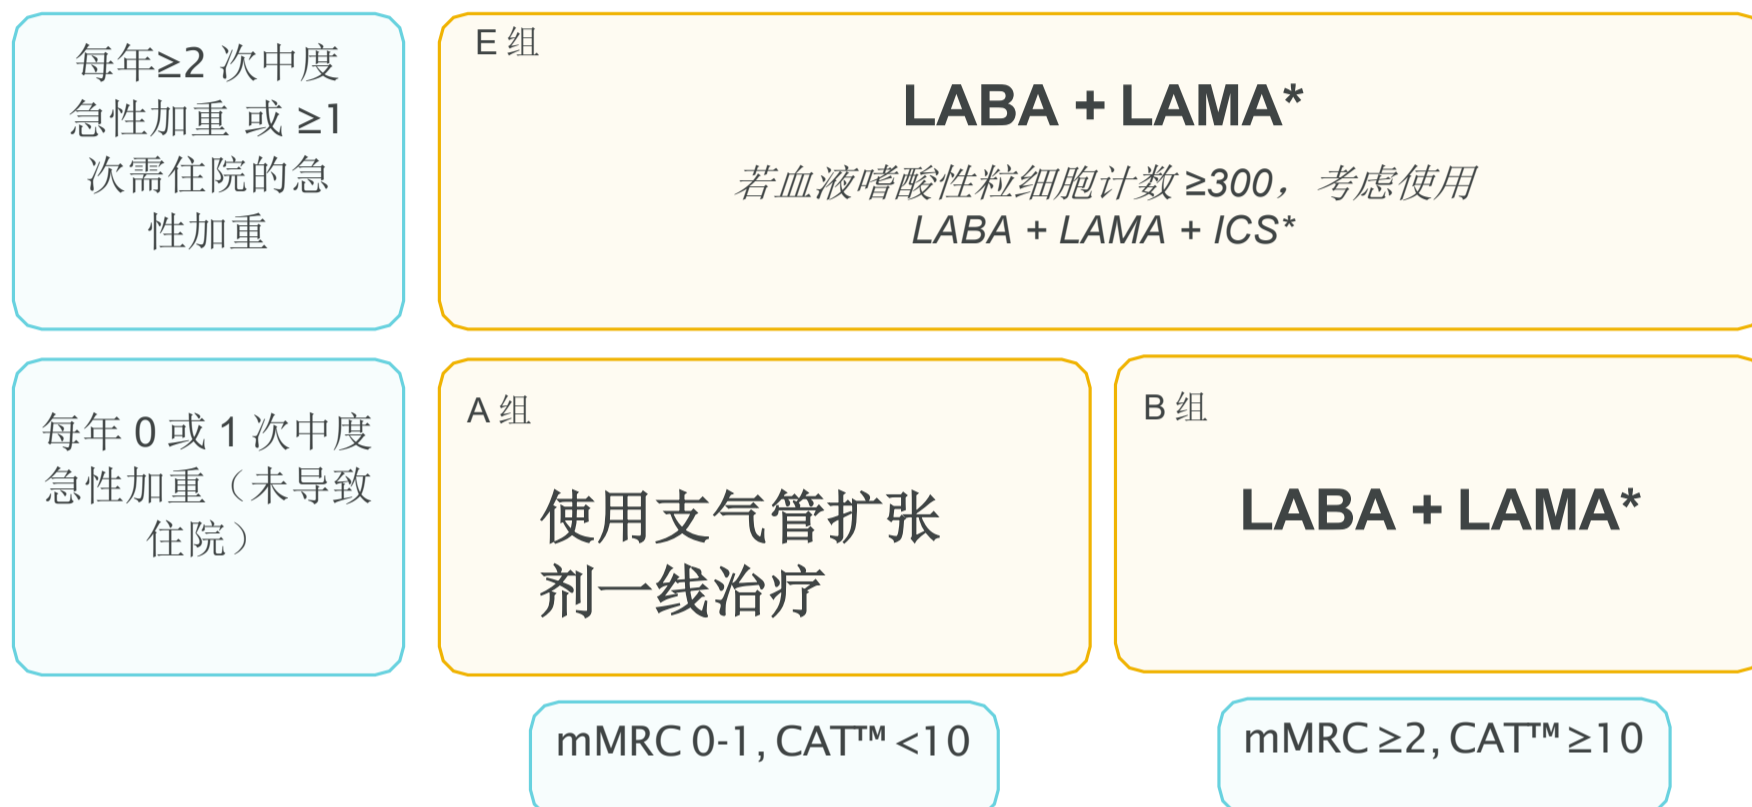 每年≥2 次中度
急性加重 或 ≥1
次需住院的急
性加重
E 组
LABA + LAMA*
若血液嗜酸性粒细胞计数 ≥300，考虑使用
LABA + LAMA + ICS*
每年 0 或 1 次中度
急性加重（未导致
住院）
A 组
使用支气管扩张
剂一线治疗
B 组
LABA + LAMA*
mMRC 0-1, CAT™ <10
mMRC ≥2, CAT™ ≥10